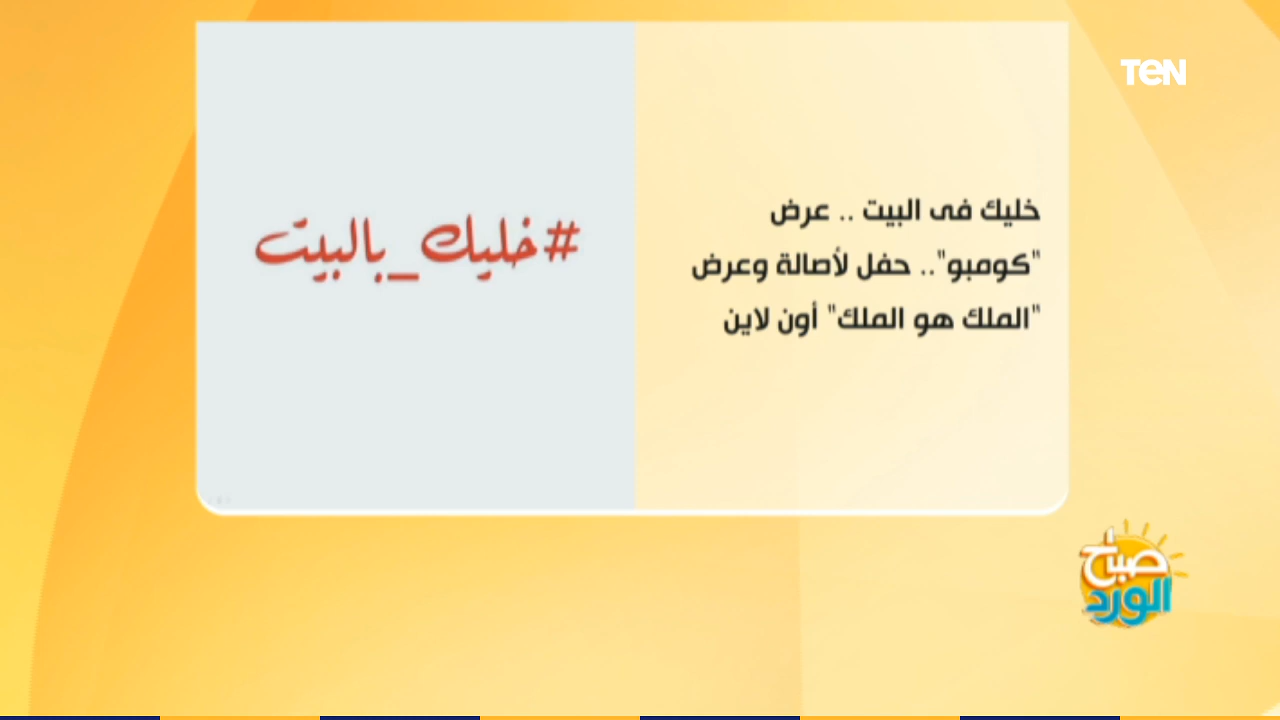 TEN
خليك فى البيت .. عرض
"كومبو".. حفل لأصالة وعرض
"الملك هو الملك" أون لاين
#خليك_بالبيت
صباح
الورد